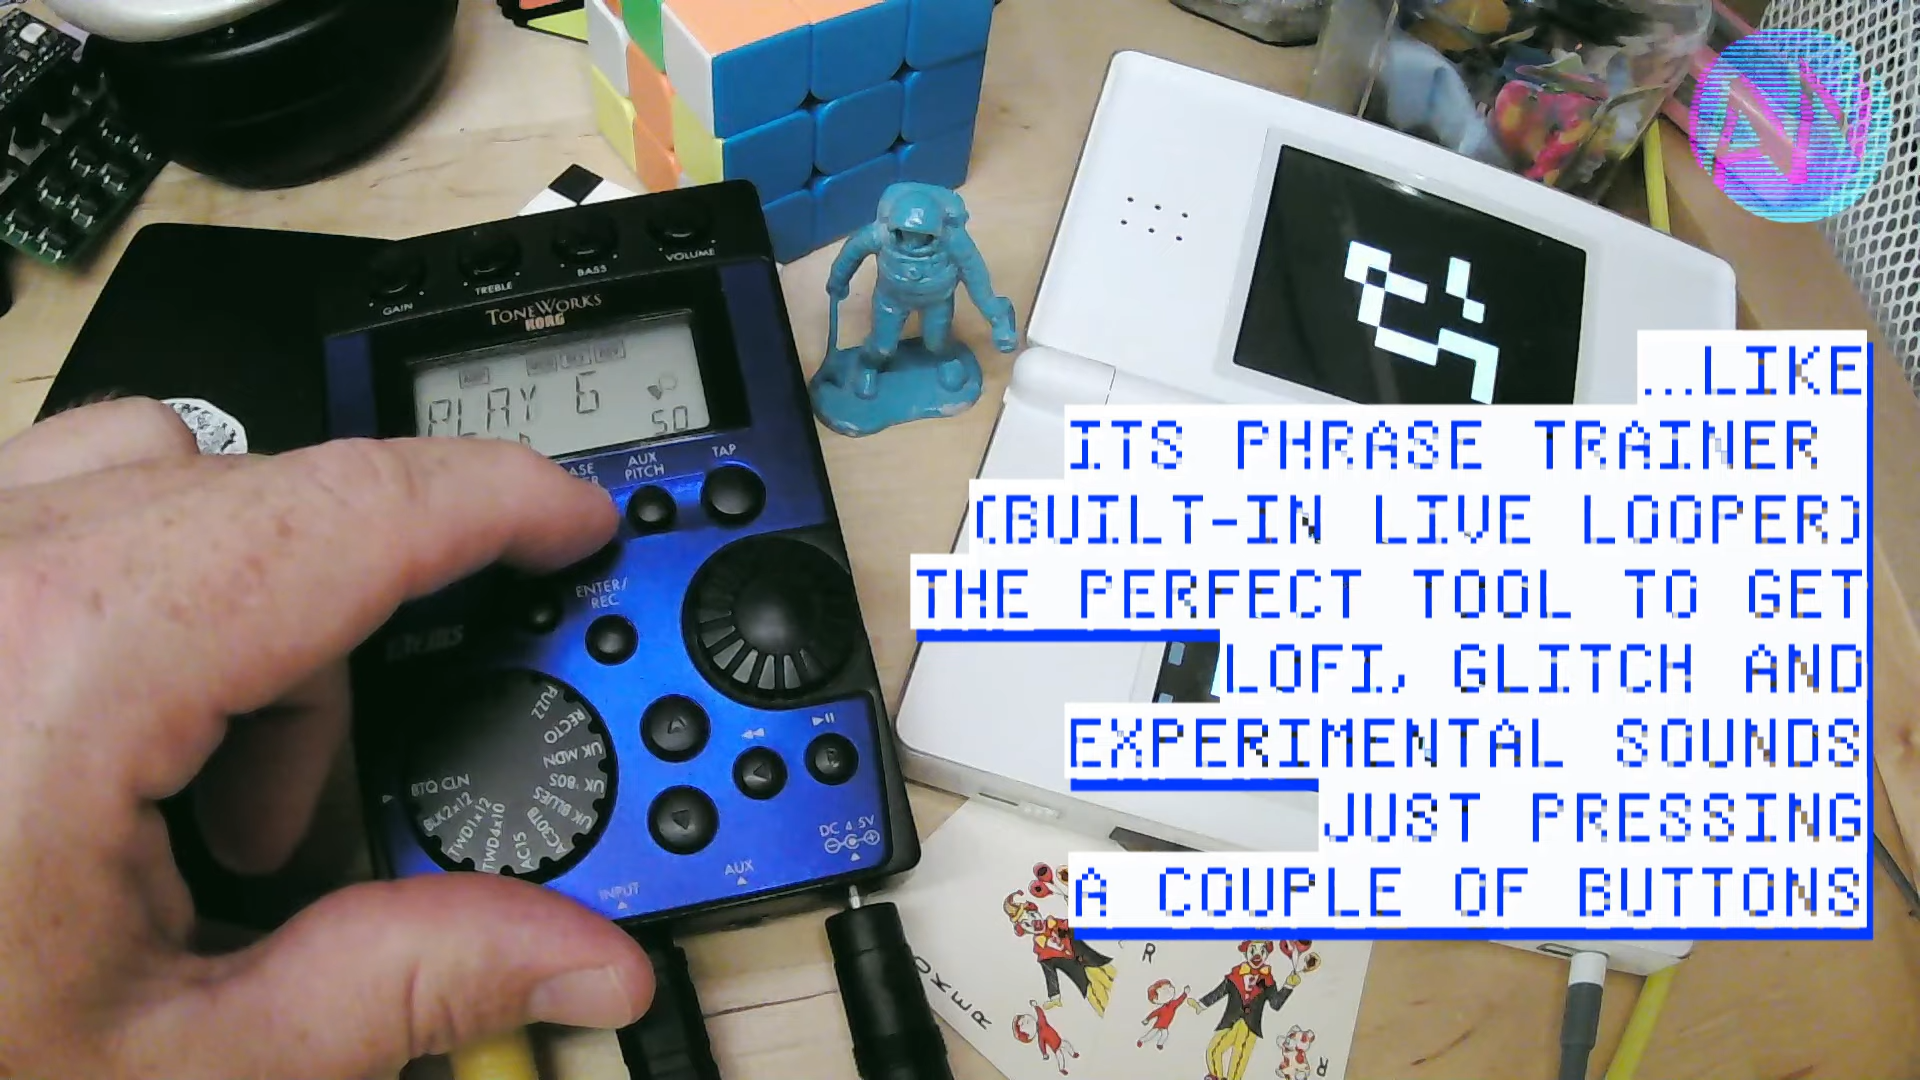 GAIN
TREBLE
BASS
VOLUME
TONEWORKS
KORG
PLAY 6
50
AUX
PITCH
TAP
ENTER/
REC
FUZZ
RECTO
UK MDN
UK '80S
UK BLUES
AC30TB
AC15
TWD4x10
TWD1x12
BLK2x12
BTQ CLN
DC 4.5V
AUX
INPUT
JOKER
...LIKE
ITS PHRASE TRAINER
(BUILT-IN LIVE LOOPER)
THE PERFECT TOOL TO GET
LOFI, GLITCH AND
EXPERIMENTAL SOUNDS
JUST PRESSING
A COUPLE OF BUTTONS